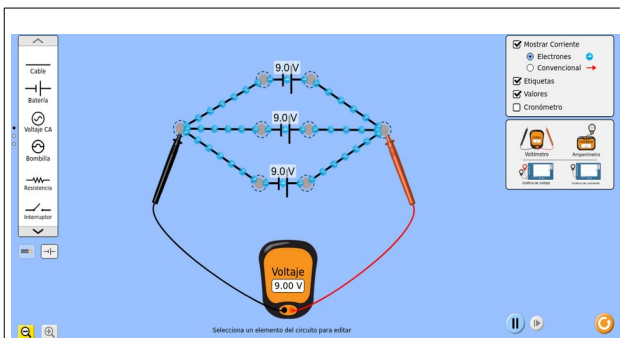 Cable
Batería
Voltaje CA
Bombilla
Resistencia
Interruptor
9.0 V
9.0 V
9.0 V
Voltaje
9.00 V
Selecciona un elemento del circuito para editar
Mostrar Corriente
Electrones
Convencional
Etiquetas
Valores
Cronómetro
Voltímetro
Amperímetro
Gráfica de voltaje
Gráfica de corriente